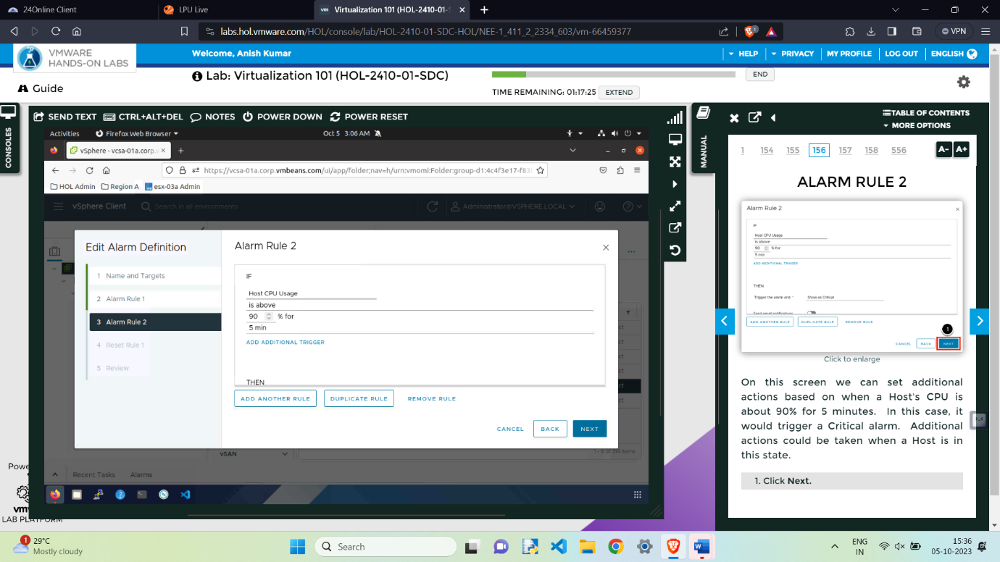 24Online Client
LPU Live
vm Virtualization 101 (HOL-2410-01-S
labs.hol.vmware.com/HOL/console/lab/HOL-2410-01-SDC-HOL/NEE-1_411_2_2334_603/vm-66459377
VPN
VMWARE
HANDS-ON LABS
Welcome, Anish Kumar
HELP
PRIVACY
MY PROFILE
LOG OUT
ENGLISH
Lab: Virtualization 101 (HOL-2410-01-SDC)
END
TIME REMAINING: 01:17:25
EXTEND
Guide
CONSOLES
SEND TEXT
CTRL+ALT+DEL
NOTES
POWER DOWN
POWER RESET
Activities
Firefox Web Browser
Oct 5 3:06 AM
vSphere - vcsa-01a.corp.v
https://vcsa-01a.corp.vmbeans.com/ui/app/folder;nav=h/urn:vmomi:Folder:group-d1:4c4f3e17-f83
HOL Admin
Region A
esx-03a Admin
vSphere Client
Search in all environments
Administrator@VSPHERE.LOCAL
Edit Alarm Definition
1 Name and Targets
2 Alarm Rule 1
3 Alarm Rule 2
4 Reset Rule 1
5 Review
Alarm Rule 2
IF
Host CPU Usage
is above
90 % for
5 min
ADD ADDITIONAL TRIGGER
THEN
ADD ANOTHER RULE
DUPLICATE RULE
REMOVE RULE
CANCEL
BACK
NEXT
vSAN
Recent Tasks
Alarms
MANUAL
TABLE OF CONTENTS
MORE OPTIONS
1 154 155 156 157 158 556
A- A+
ALARM RULE 2
Alarm Rule 2
IF
Host CPU Usage
is above
90 % for
5 min
ADD ADDITIONAL TRIGGER
THEN
Trigger the alarm and * Show as Critical
Send email notifications
ADD ANOTHER RULE
DUPLICATE RULE
REMOVE RULE
1
CANCEL
BACK
NEXT
Click to enlarge
On this screen we can set additional
actions based on when a Host's CPU is
about 90% for 5 minutes. In this case, it
would trigger a Critical alarm. Additional
actions could be taken when a Host is in
this state.
1. Click Next.
Powe
vm
LAB PLATFORM
1
29°C
Mostly cloudy
Search
ENG
IN
15:36
05-10-2023